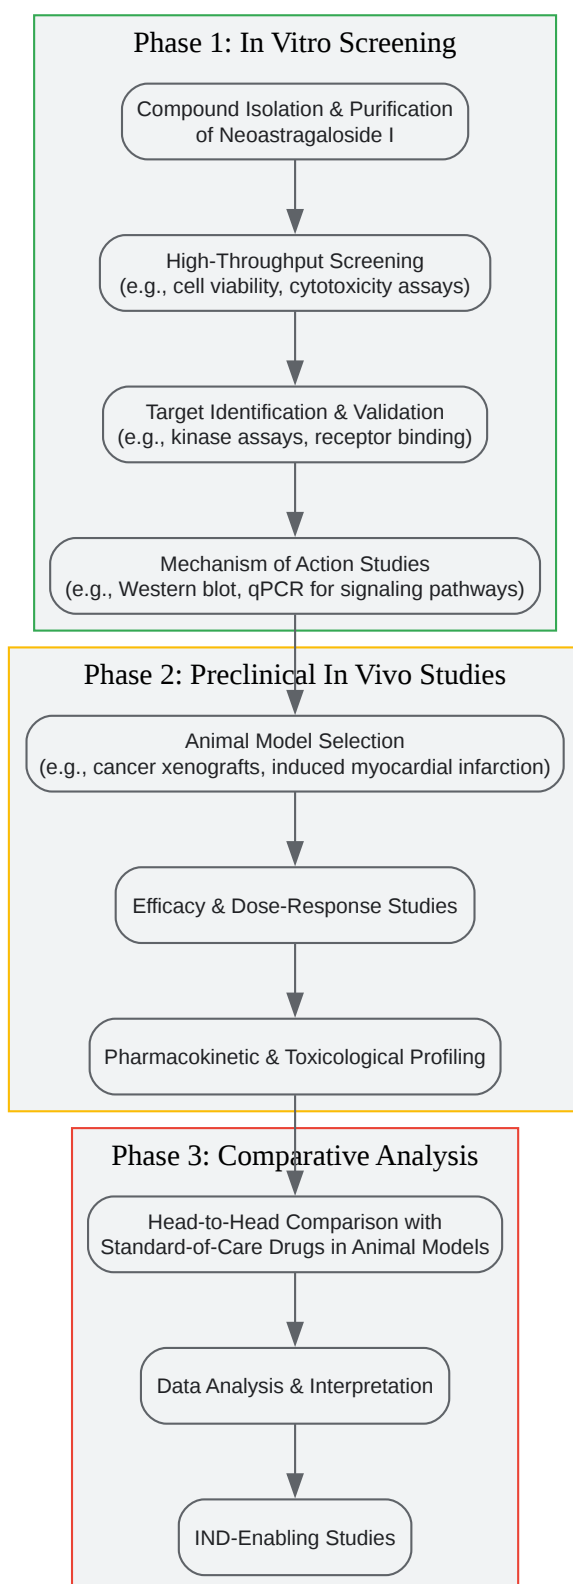 Phase 1: In Vitro Screening
Compound Isolation & Purification
of Neoastragaloside I
High-Throughput Screening
(e.g., cell viability, cytotoxicity assays)
Target Identification & Validation
(e.g., kinase assays, receptor binding)
Mechanism of Action Studies
(e.g., Western blot, qPCR for signaling pathways)
Phase 2: Preclinical In Vivo Studies
Animal Model Selection
(e.g., cancer xenografts, induced myocardial infarction)
Efficacy & Dose-Response Studies
Pharmacokinetic & Toxicological Profiling
Phase 3: Comparative Analysis
Head-to-Head Comparison with
Standard-of-Care Drugs in Animal Models
Data Analysis & Interpretation
IND-Enabling Studies